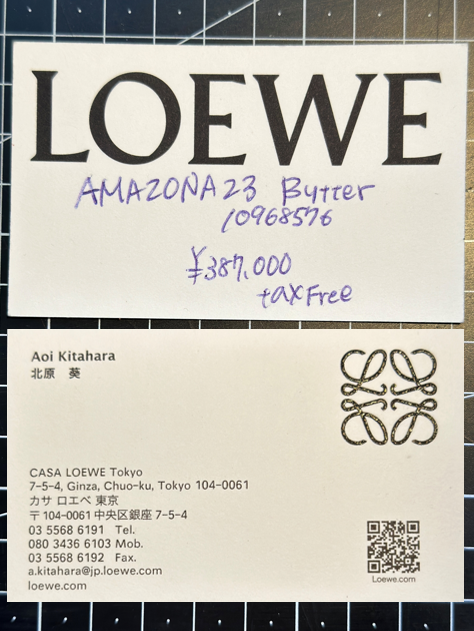 LOEWE
AMAZONA 23 Butter
10968576
¥387,000
tax Free
Aoi Kitahara
北原　葵
CASA LOEWE Tokyo
7-5-4, Ginza, Chuo-ku, Tokyo 104-0061
カサ ロエベ 東京
〒104-0061 中央区銀座 7-5-4
03 5568 6191 Tel.
080 3436 6103 Mob.
03 5568 6192 Fax.
a.kitahara@jp.loewe.com
loewe.com
Loewe.com